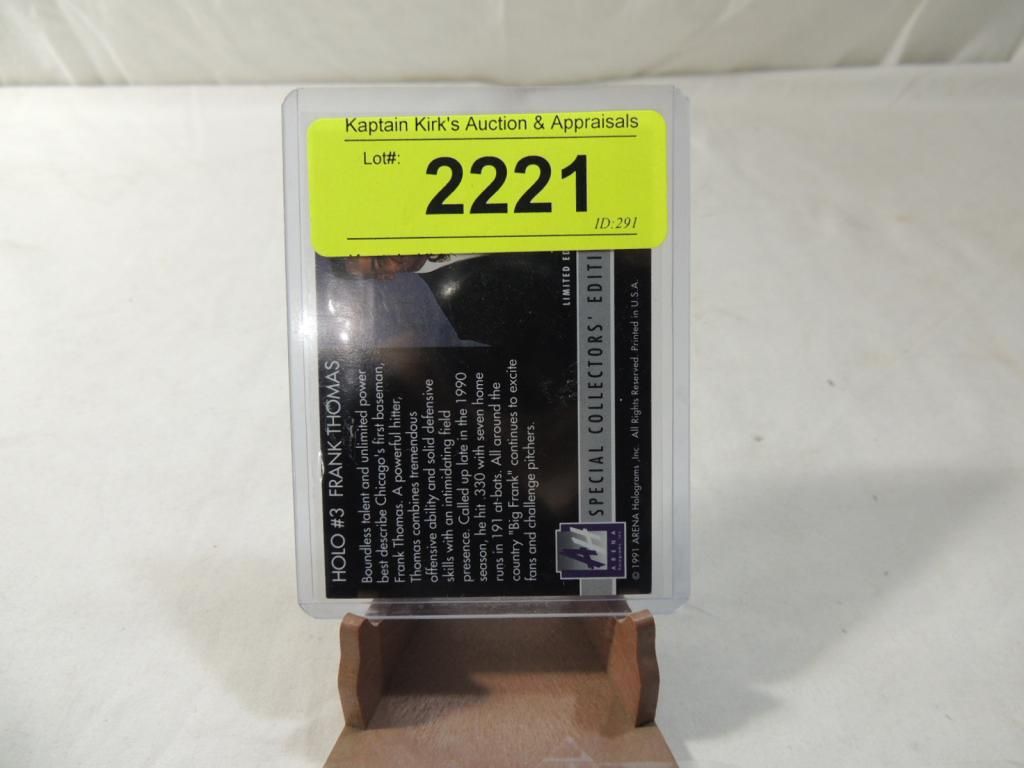 Kaptain Kirk's Auction & Appraisals
Lot#:
2221
ID:291
HOLO #3 FRANK THOMAS
Boundless talent and unlimited power
best describe Chicago's first baseman,
Frank Thomas. A powerful hitter,
Thomas combines tremendous
offensive ability and solid defensive
skills with an intimidating field
presence. Called up late in the 1990
season, he hit .330 with seven home
runs in 191 at-bats. All around the
country "Big Frank" continues to excite
fans and challenge pitchers.
LIMITED ED
SPECIAL COLLECTORS' EDITI
AH
ARENA
© 1991 ARENA Holograms ,Inc. All Rights Reserved. Printed in U.S.A.